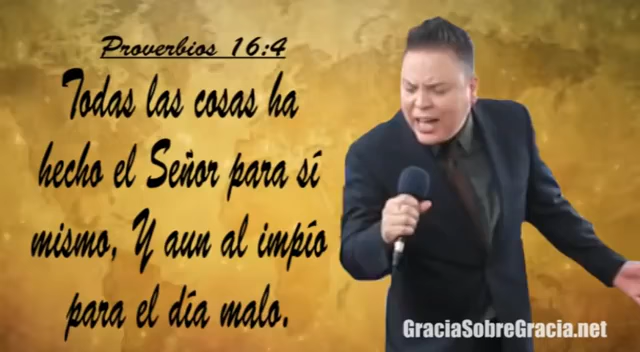 Proverbios 16:4
Todas las cosas ha
hecho el Señor para sí
mismo, Y aun al impío
para el día malo.
GraciaSobreGracia.net